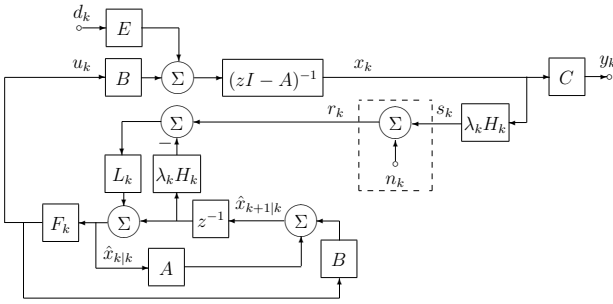 d_k
E
u_k
B
Σ
(zI − A)^{-1}
x_k
C
y_k
r_k
s_k
Σ
−
Σ
λ_k H_k
n_k
L_k
λ_k H_k
x̂_{k+1|k}
F_k
Σ
z^{-1}
Σ
x̂_{k|k}
A
B